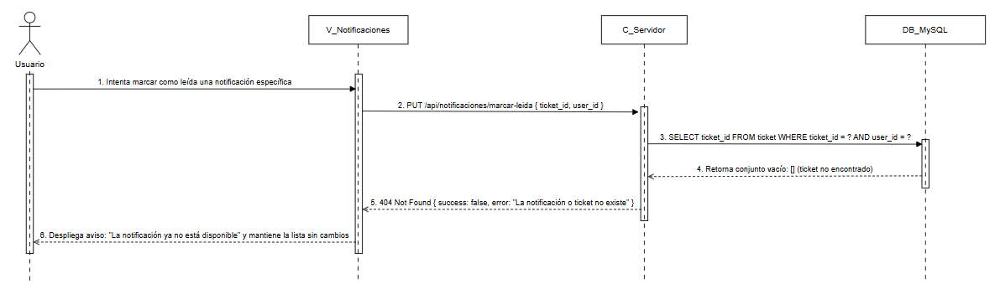 V_Notificaciones
C_Servidor
DB_MySQL
Usuario
1. Intenta marcar como leída una notificación específica
2. PUT /api/notificaciones/marcar-leida { ticket_id, user_id }
3. SELECT ticket_id FROM ticket WHERE ticket_id = ? AND user_id = ?
4. Retorna conjunto vacío: [] (ticket no encontrado)
5. 404 Not Found { success: false, error: "La notificación o ticket no existe" }
6. Despliega aviso: "La notificación ya no está disponible" y mantiene la lista sin cambios